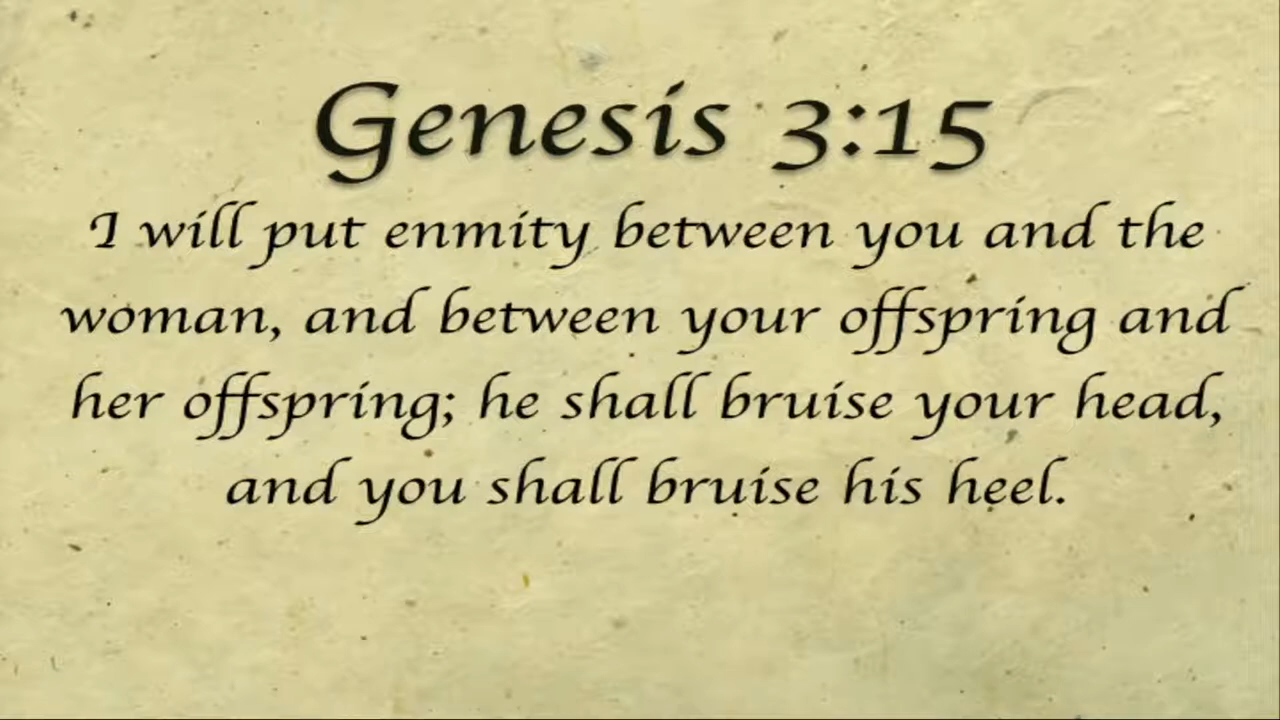 Genesis 3:15
I will put enmity between you and the
woman, and between your offspring and
her offspring; he shall bruise your head,
and you shall bruise his heel.